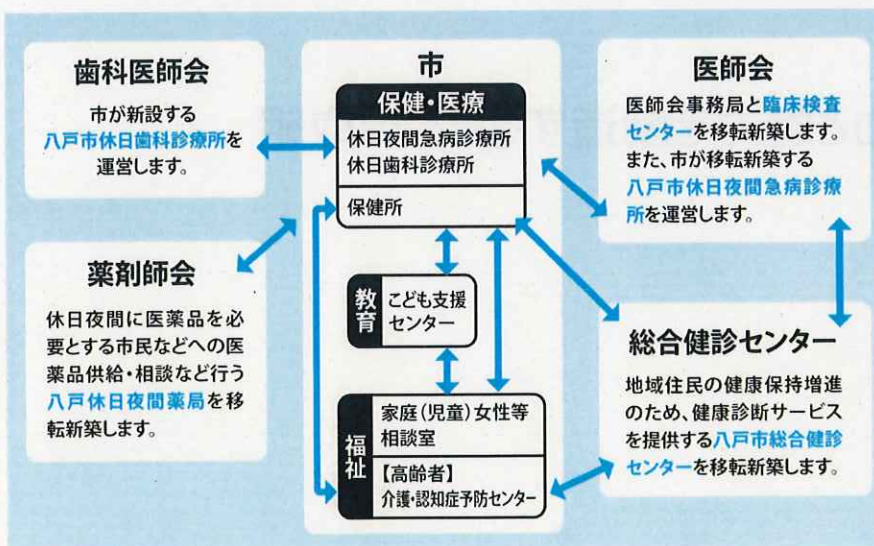 歯科医師会
市が新設する
八戸市休日歯科診療所を
運営します。
薬剤師会
休日夜間に医薬品を必
要とする市民などへの医
薬品供給・相談など行う
八戸休日夜間薬局を移
転新築します。
市
保健・医療
休日夜間急病診療所
休日歯科診療所
保健所
教育
こども支援
センター
福祉
家庭(児童)女性等
相談室
【高齢者】
介護・認知症予防センター
医師会
医師会事務局と臨床検査
センターを移転新築します。
また、市が移転新築する
八戸市休日夜間急病診療
所を運営します。
総合健診センター
地域住民の健康保持増進
のため、健康診断サービス
を提供する八戸市総合健診
センターを移転新築します。